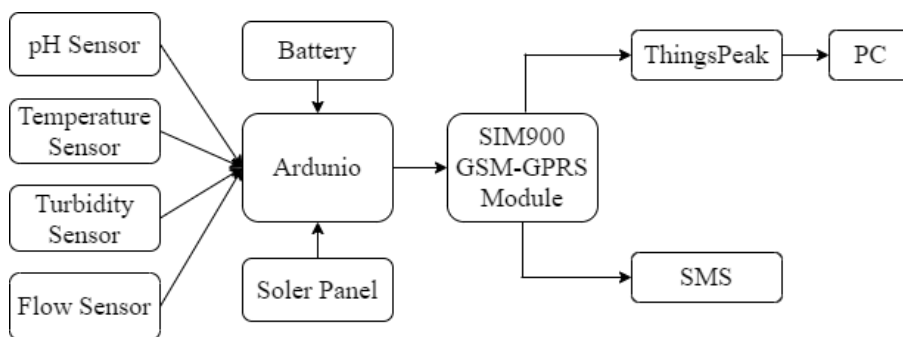 pH Sensor
Temperature
Sensor
Turbidity
Sensor
Flow Sensor
Battery
Ardunio
Soler Panel
SIM900
GSM-GPRS
Module
ThingsPeak
PC
SMS